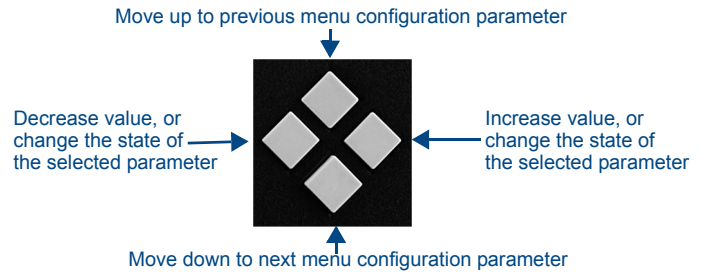 Move up to previous menu configuration parameter
Decrease value, or
change the state of
the selected parameter
Increase value, or
change the state of
the selected parameter
Move down to next menu configuration parameter